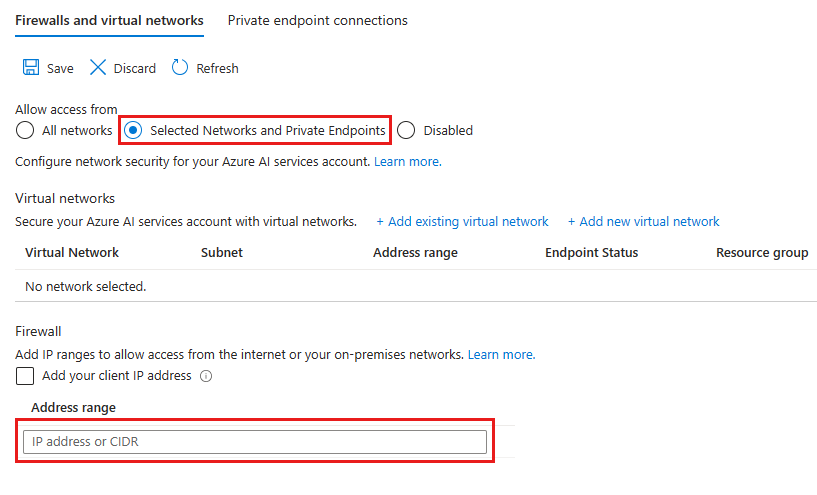 Firewalls and virtual networks Private endpoint connections
Save Discard Refresh
Allow access from
All networks Selected Networks and Private Endpoints Disabled
Configure network security for your Azure AI services account. Learn more.
Virtual networks
Secure your Azure AI services account with virtual networks. + Add existing virtual network + Add new virtual network
Virtual Network Subnet Address range Endpoint Status Resource group
No network selected.
Firewall
Add IP ranges to allow access from the internet or your on-premises networks. Learn more.
Add your client IP address
Address range
IP address or CIDR